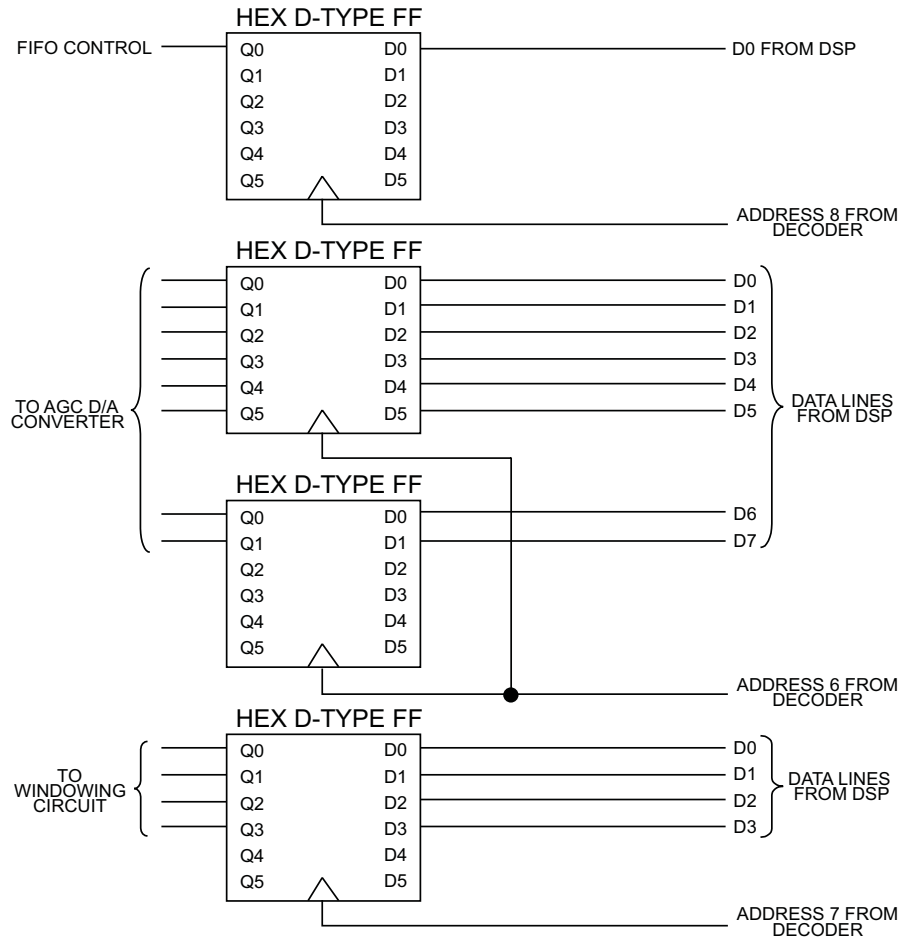 HEX D-TYPE FF
FIFO CONTROL Q0 D0 D0 FROM DSP
Q1 D1
Q2 D2
Q3 D3
Q4 D4
Q5 D5
ADDRESS 8 FROM
DECODER
HEX D-TYPE FF
Q0 D0 D0
Q1 D1 D1
Q2 D2 D2
Q3 D3 D3
Q4 D4 D4
Q5 D5 D5
TO AGC D/A
CONVERTER
DATA LINES
FROM DSP
HEX D-TYPE FF
Q0 D0 D6
Q1 D1 D7
Q2 D2
Q3 D3
Q4 D4
Q5 D5
ADDRESS 6 FROM
DECODER
HEX D-TYPE FF
Q0 D0 D0
Q1 D1 D1
Q2 D2 D2
Q3 D3 D3
Q4 D4
Q5 D5
TO
WINDOWING
CIRCUIT
DATA LINES
FROM DSP
ADDRESS 7 FROM
DECODER